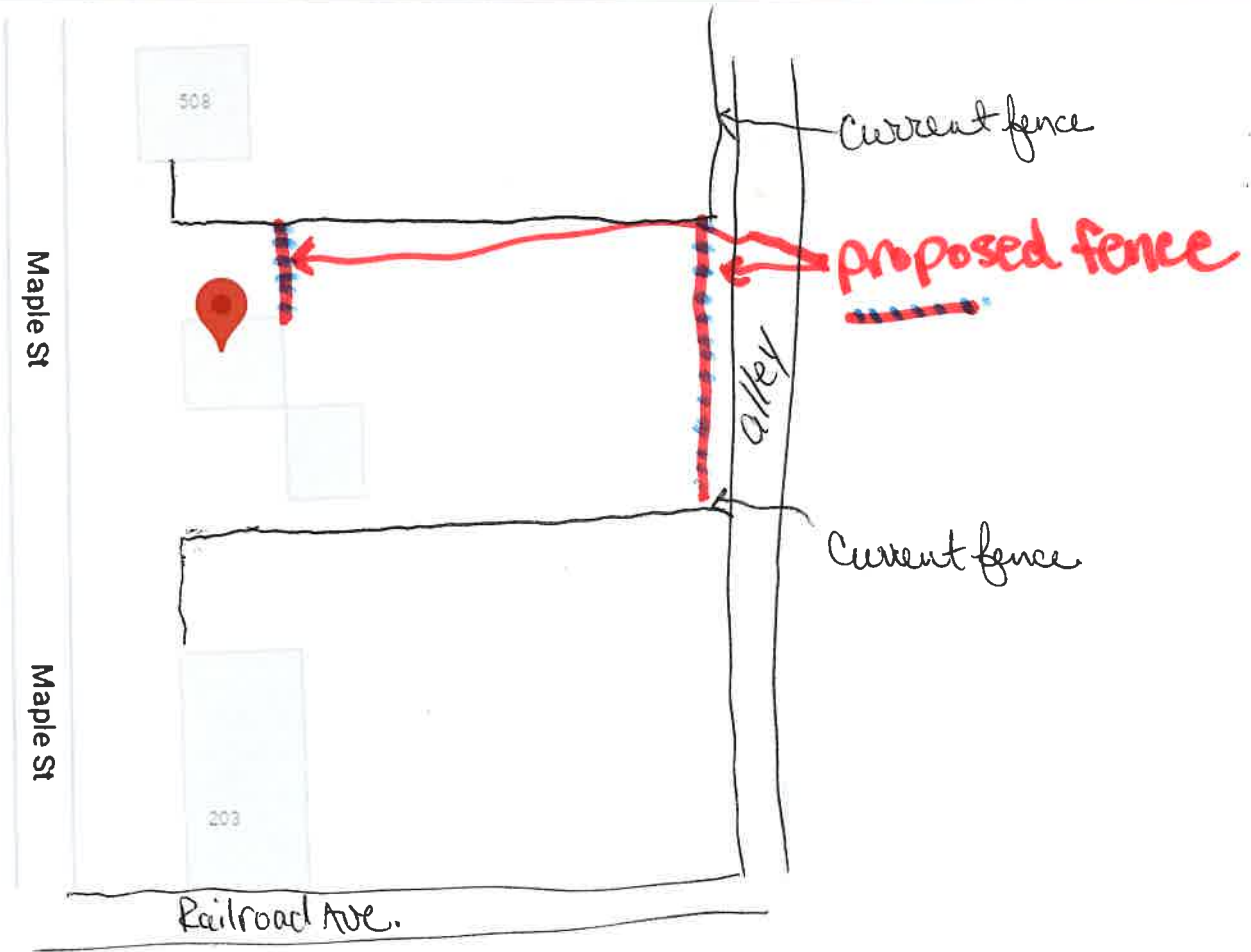 508
Current fence
proposed fence
Maple St
alley
Current fence
Maple St
203
Railroad Ave.